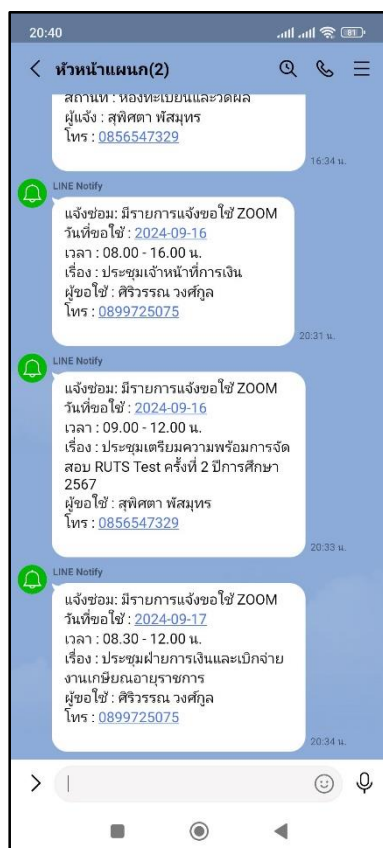 20:40
81
หัวหน้าแผนก(2)
สถานที่ : ห้องทะเบียนและวัดผล
ผู้แจ้ง : สุพิศตา พัสมุทร
โทร : 0856547329
16:34 น.
LINE Notify
แจ้งซ่อม: มีรายการแจ้งขอใช้ ZOOM
วันที่ขอใช้ : 2024-09-16
เวลา : 08.00 - 16.00 น.
เรื่อง : ประชุมเจ้าหน้าที่การเงิน
ผู้ขอใช้ : ศิริวรรณ วงศ์กูล
โทร : 0899725075
20:31 น.
LINE Notify
แจ้งซ่อม: มีรายการแจ้งขอใช้ ZOOM
วันที่ขอใช้ : 2024-09-16
เวลา : 09.00 - 12.00 น.
เรื่อง : ประชุมเตรียมความพร้อมการจัด
สอบ RUTS Test ครั้งที่ 2 ปีการศึกษา
2567
ผู้ขอใช้ : สุพิศตา พัสมุทร
โทร : 0856547329
20:33 น.
LINE Notify
แจ้งซ่อม: มีรายการแจ้งขอใช้ ZOOM
วันที่ขอใช้ : 2024-09-17
เวลา : 08.30 - 12.00 น.
เรื่อง : ประชุมฝ่ายการเงินและเบิกจ่าย
งานเกษียณอายุราชการ
ผู้ขอใช้ : ศิริวรรณ วงศ์กูล
โทร : 0899725075
20:34 น.